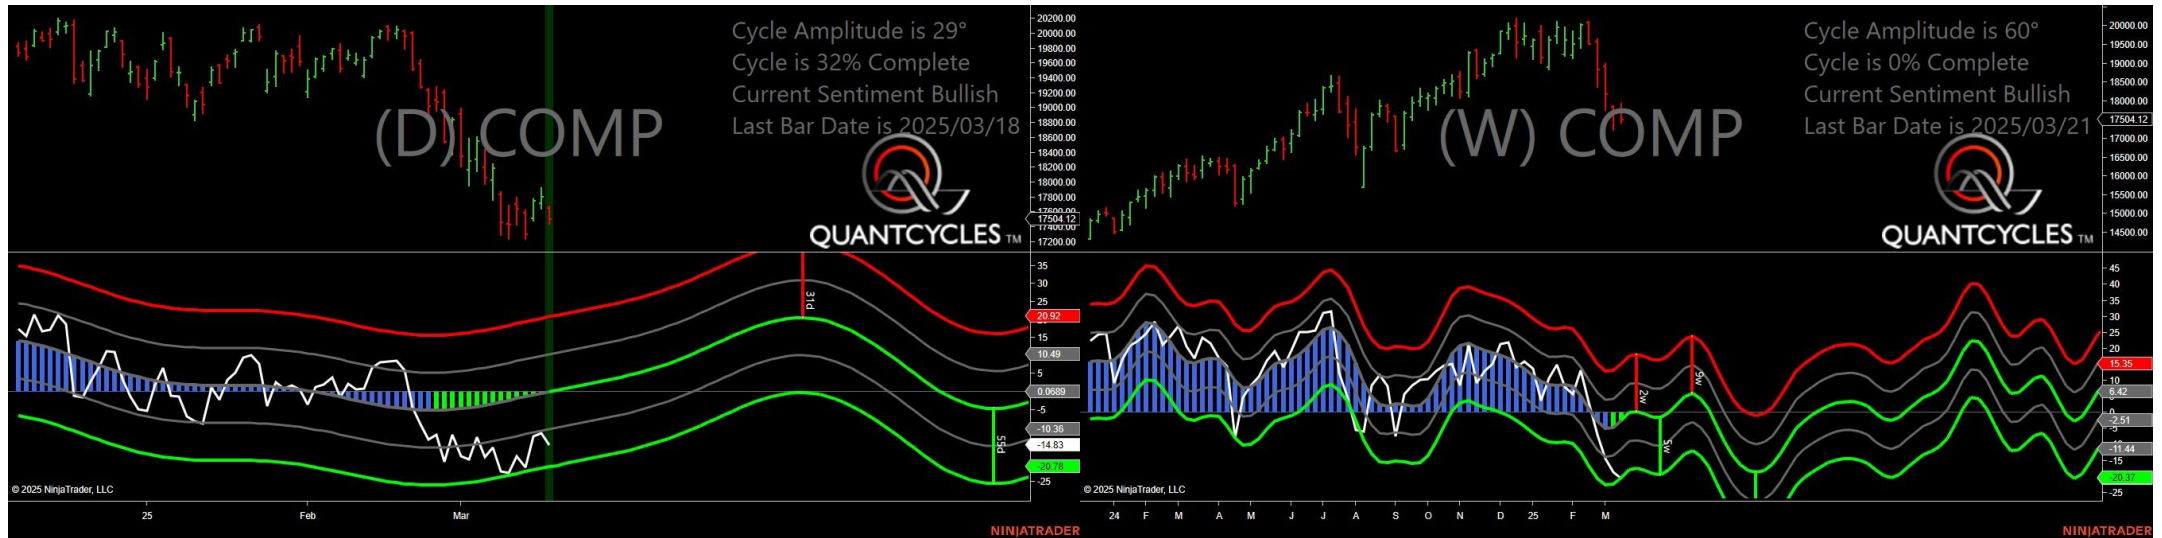 Cycle Amplitude is 29°
Cycle is 32% Complete
Current Sentiment Bullish
Last Bar Date is 2025/03/18
(D) COMP
QUANTCYCLES TM
20200.00
20000.00
19800.00
19600.00
19400.00
19200.00
19000.00
18800.00
18600.00
18400.00
18200.00
18000.00
17800.00
17600.00
17504.12
17400.00
17200.00
35
30
25
20.92
15
10.49
5
0.0689
-5
-10.36
-14.83
-20.78
-25
31d
55d
© 2025 NinjaTrader, LLC
25 Feb Mar
NINJATRADER
Cycle Amplitude is 60°
Cycle is 0% Complete
Current Sentiment Bullish
Last Bar Date is 2025/03/21
(W) COMP
QUANTCYCLES TM
20000.00
19500.00
19000.00
18500.00
18000.00
17504.12
17000.00
16500.00
16000.00
15500.00
15000.00
14500.00
45
40
35
30
25
20
15.35
10
6.42
0
-2.51
-5
-11.44
-15
-20.37
-25
2w
9w
5w
© 2025 NinjaTrader, LLC
24 F M A M J J A S O N D 25 F M
NINJATRADER